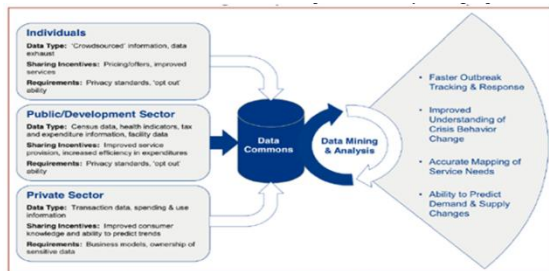 Individuals
Data Type: 'Crowdsourced' information, data
exhaust
Sharing Incentives: Pricing/offers, improved
services
Requirements: Privacy standards, 'opt out'
ability
Public/Development Sector
Data Type: Census data, health indicators, tax
and expenditure information, facility data
Sharing Incentives: Improved service
provision, increased efficiency in expenditures
Requirements: Privacy standards, 'opt out'
ability
Private Sector
Data Type: Transaction data, spending & use
information
Sharing Incentives: Improved consumer
knowledge and ability to predict trends
Requirements: Business models, ownership of
sensitive data
Data
Commons
Data Mining
& Analysis
• Faster Outbreak
Tracking & Response
• Improved
Understanding of
Crisis Behavior
Change
• Accurate Mapping of
Service Needs
• Ability to Predict
Demand & Supply
Changes